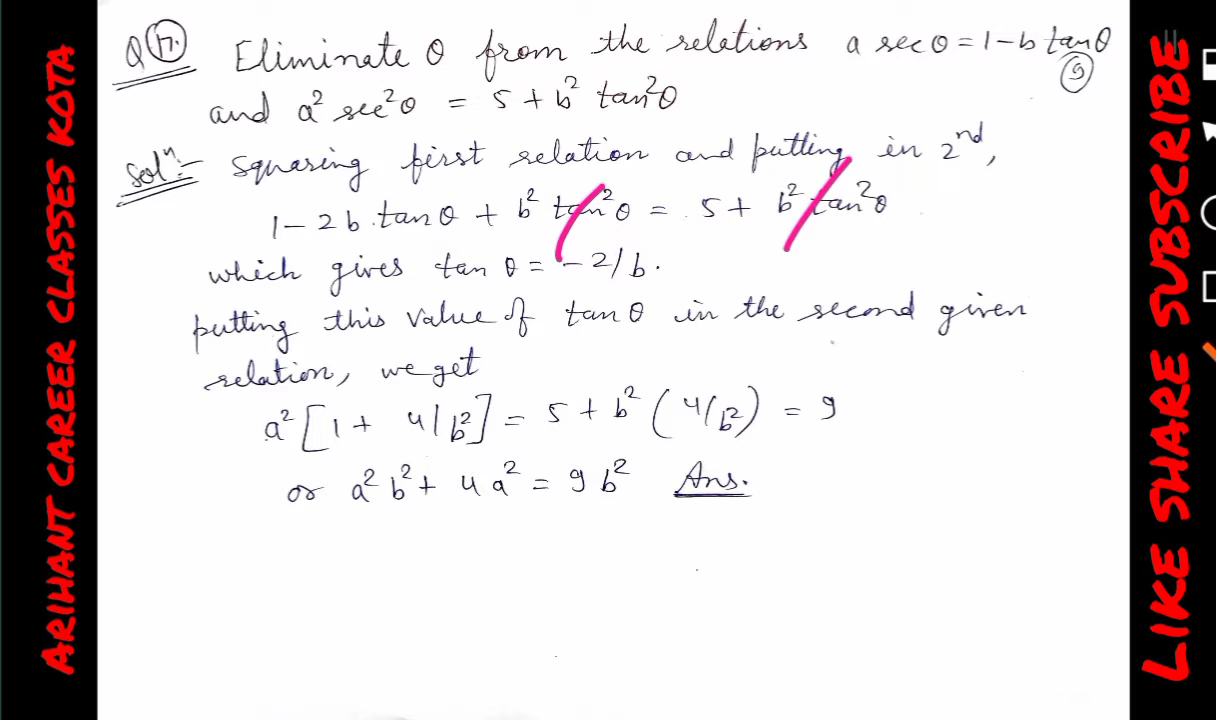 ARIHANT CAREER CLASSES KOTA
Q 17. Eliminate θ from the relations a sec θ = 1 - b tan θ
9
and a² sec²θ = 5 + b² tan²θ
Solⁿ:- Squaring first relation and putting in 2nd,
1 - 2b.tan θ + b² tan²θ = 5 + b² tan²θ
which gives tan θ = -2/b.
putting this value of tan θ in the second given
relation, we get
a² [1 + 4/b²] = 5 + b² (4/b²) = 9
or a² b² + 4a² = 9b² Ans.
LIKE SHARE SUBSCRIBE